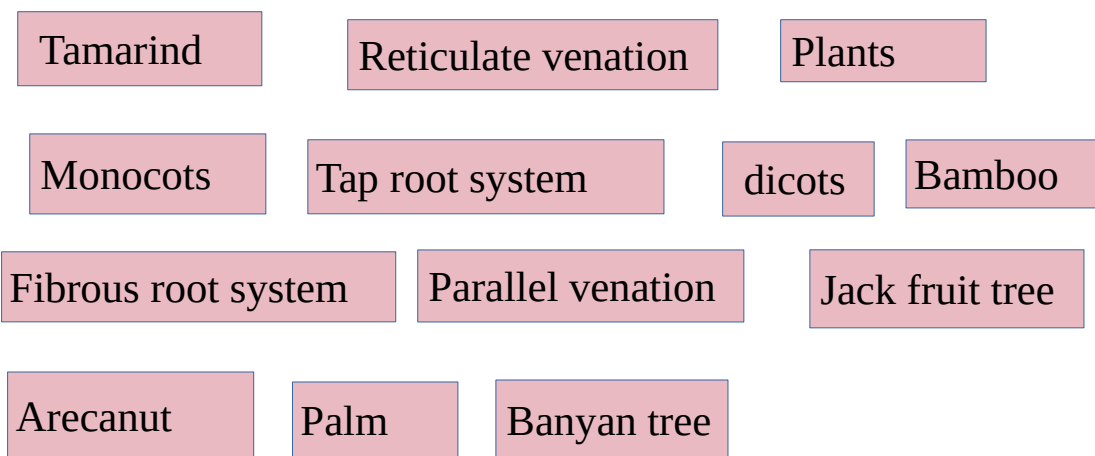 Tamarind
Reticulate venation
Plants
Monocots
Tap root system
dicots
Bamboo
Fibrous root system
Parallel venation
Jack fruit tree
Arecanut
Palm
Banyan tree